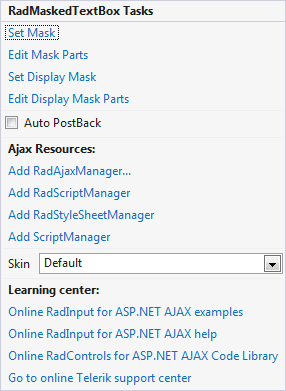 RadMaskedTextBox Tasks
Set Mask
Edit Mask Parts
Set Display Mask
Edit Display Mask Parts
Auto PostBack
Ajax Resources:
Add RadAjaxManager...
Add RadScriptManager
Add RadStyleSheetManager
Add ScriptManager
Skin Default
Learning center:
Online RadInput for ASP.NET AJAX examples
Online RadInput for ASP.NET AJAX help
Online RadControls for ASP.NET AJAX Code Library
Go to online Telerik support center